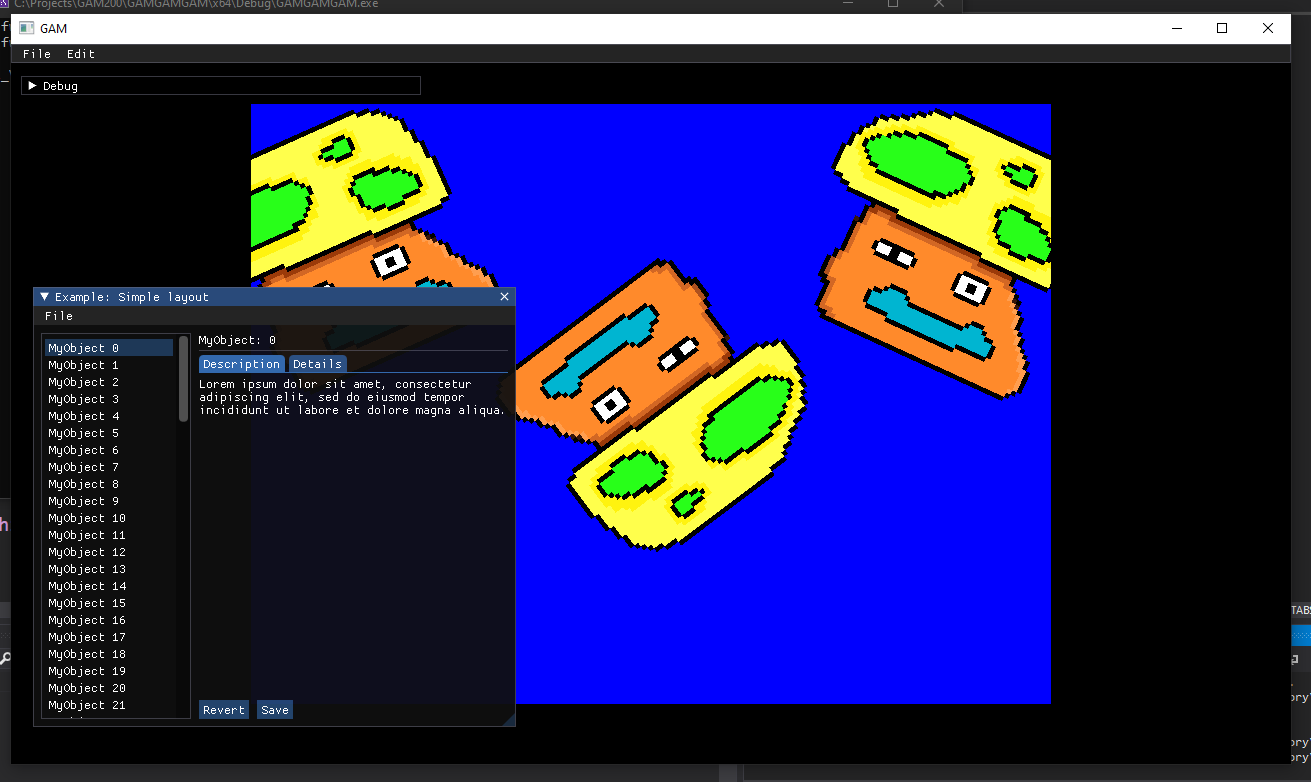 C:\Projects\GAM200\GAMGAMGAM\x64\Debug\GAMGAMGAM.exe
GAM
File Edit
Debug
Example: Simple layout
File
MyObject 0
MyObject 1
MyObject 2
MyObject 3
MyObject 4
MyObject 5
MyObject 6
MyObject 7
MyObject 8
MyObject 9
MyObject 10
MyObject 11
MyObject 12
MyObject 13
MyObject 14
MyObject 15
MyObject 16
MyObject 17
MyObject 18
MyObject 19
MyObject 20
MyObject 21
MyObject: 0
Description Details
Lorem ipsum dolor sit amet, consectetur
adipiscing elit, sed do eiusmod tempor
incididunt ut labore et dolore magna aliqua.
Revert Save